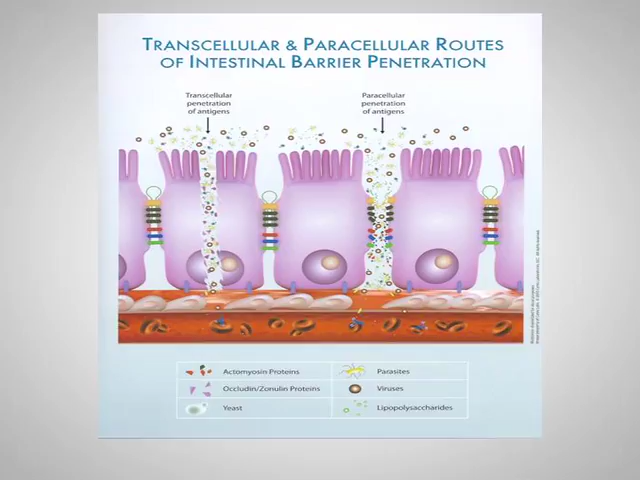 TRANSCELLULAR & PARACELLULAR ROUTES
OF INTESTINAL BARRIER PENETRATION
Transcellular
penetration
of antigens
Paracellular
penetration
of antigens
Actomyosin Proteins
Parasites
Occludin/Zonulin Proteins
Viruses
Yeast
Lipopolysaccharides